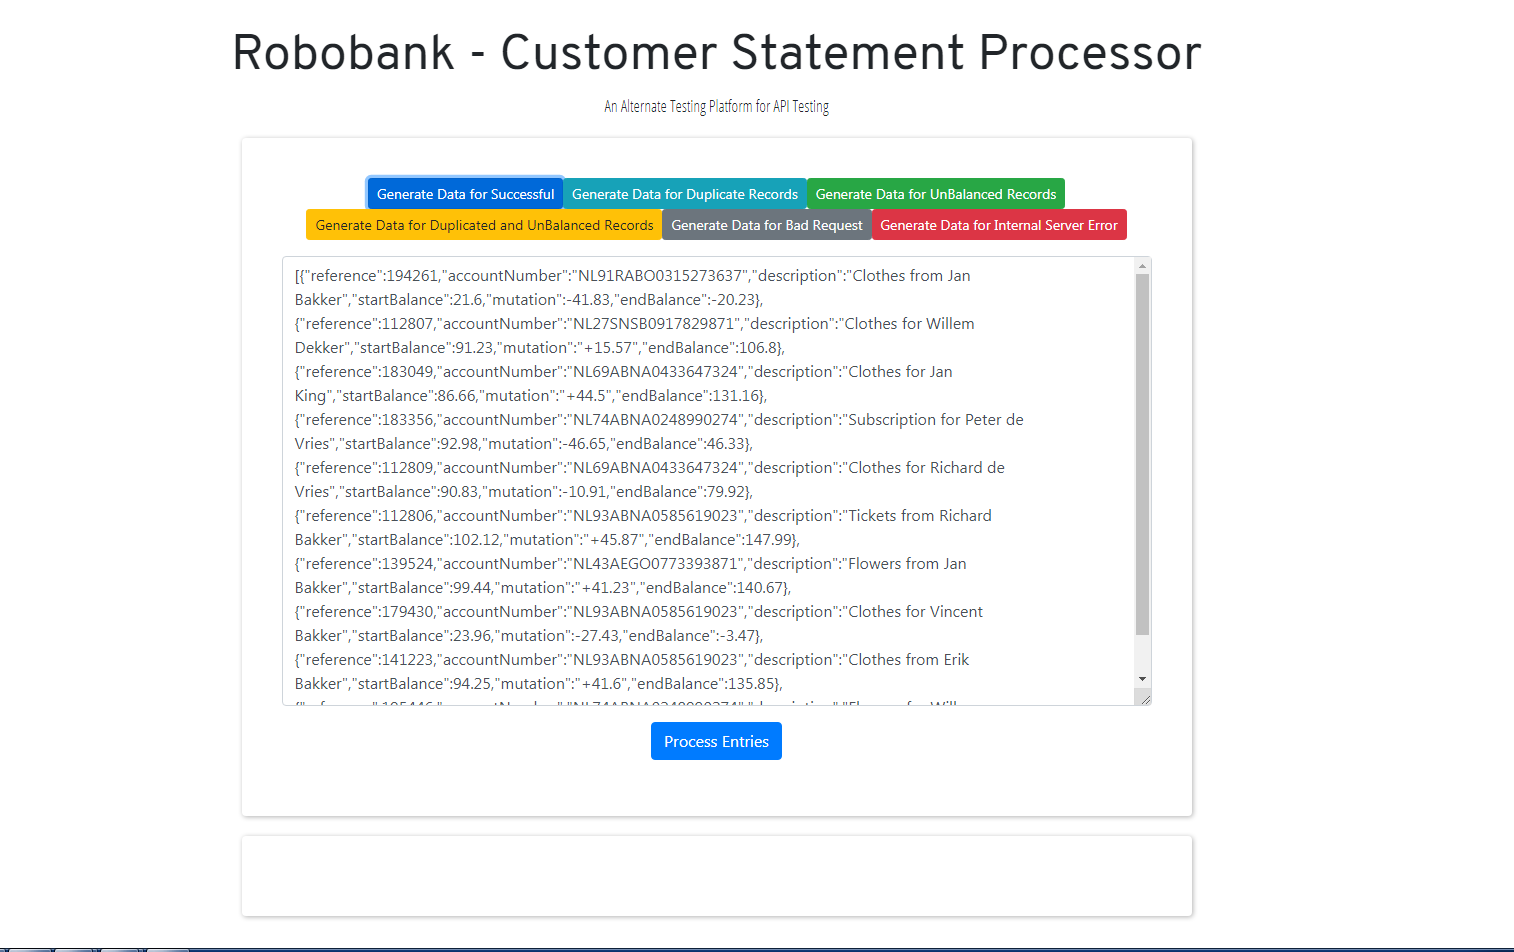 Robobank - Customer Statement Processor
An Alternate Testing Platform for API Testing
Generate Data for Successful Generate Data for Duplicate Records Generate Data for UnBalanced Records
Generate Data for Duplicated and UnBalanced Records Generate Data for Bad Request Generate Data for Internal Server Error
[{"reference":194261,"accountNumber":"NL91RABO0315273637","description":"Clothes from Jan
Bakker","startBalance":21.6,"mutation":-41.83,"endBalance":-20.23},
{"reference":112807,"accountNumber":"NL27SNSB0917829871","description":"Clothes for Willem
Dekker","startBalance":91.23,"mutation":"+15.57","endBalance":106.8},
{"reference":183049,"accountNumber":"NL69ABNA0433647324","description":"Clothes for Jan
King","startBalance":86.66,"mutation":"+44.5","endBalance":131.16},
{"reference":183356,"accountNumber":"NL74ABNA0248990274","description":"Subscription for Peter de
Vries","startBalance":92.98,"mutation":-46.65,"endBalance":46.33},
{"reference":112809,"accountNumber":"NL69ABNA0433647324","description":"Clothes for Richard de
Vries","startBalance":90.83,"mutation":-10.91,"endBalance":79.92},
{"reference":112806,"accountNumber":"NL93ABNA0585619023","description":"Tickets from Richard
Bakker","startBalance":102.12,"mutation":"+45.87","endBalance":147.99},
{"reference":139524,"accountNumber":"NL43AEGO0773393871","description":"Flowers from Jan
Bakker","startBalance":99.44,"mutation":"+41.23","endBalance":140.67},
{"reference":179430,"accountNumber":"NL93ABNA0585619023","description":"Clothes for Vincent
Bakker","startBalance":23.96,"mutation":-27.43,"endBalance":-3.47},
{"reference":141223,"accountNumber":"NL93ABNA0585619023","description":"Clothes from Erik
Bakker","startBalance":94.25,"mutation":"+41.6","endBalance":135.85},
Process Entries